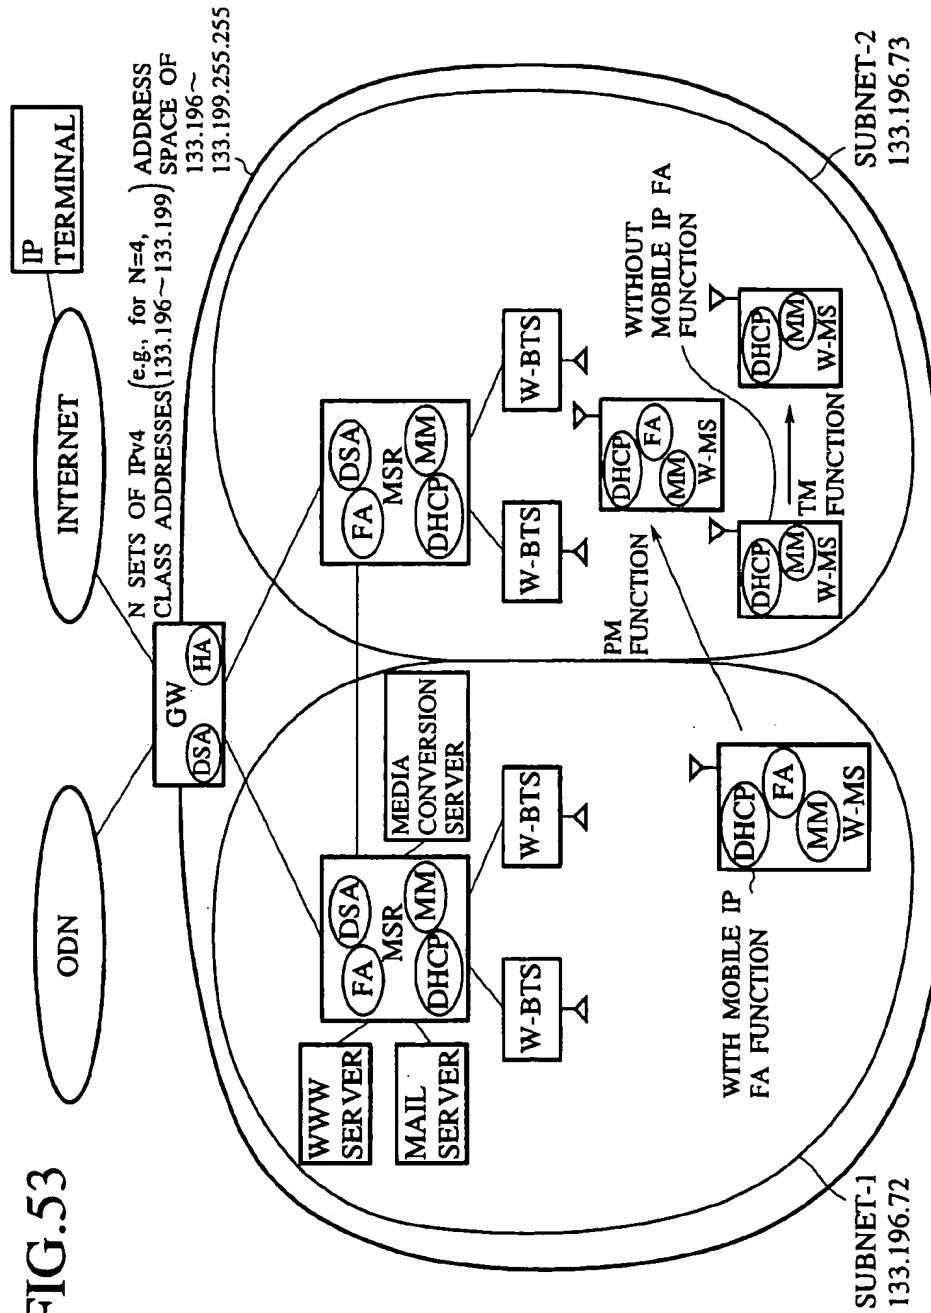 FIG.53
ODN
INTERNET
IP
TERMINAL
GW
DSA
HA
N SETS OF IPv4
CLASS ADDRESSES
(e.g., for N=4,
133.196~133.199)
ADDRESS
SPACE OF
133.196~
133.199.255.255
WWW
SERVER
MAIL
SERVER
FA
DSA
MSR
DHCP
MM
MEDIA
CONVERSION
SERVER
FA
DSA
MSR
DHCP
MM
W-BTS
W-BTS
W-BTS
W-BTS
WITH MOBILE IP
FA FUNCTION
DHCP
FA
MM
W-MS
PM
FUNCTION
DHCP
FA
MM
W-MS
WITHOUT
MOBILE IP FA
FUNCTION
DHCP
MM
W-MS
TM
FUNCTION
DHCP
MM
W-MS
SUBNET-1
133.196.72
SUBNET-2
133.196.73